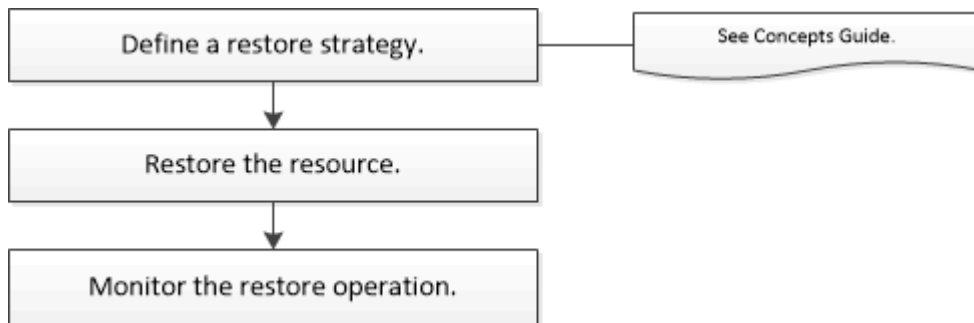 Define a restore strategy.
See Concepts Guide.
Restore the resource.
Monitor the restore operation.